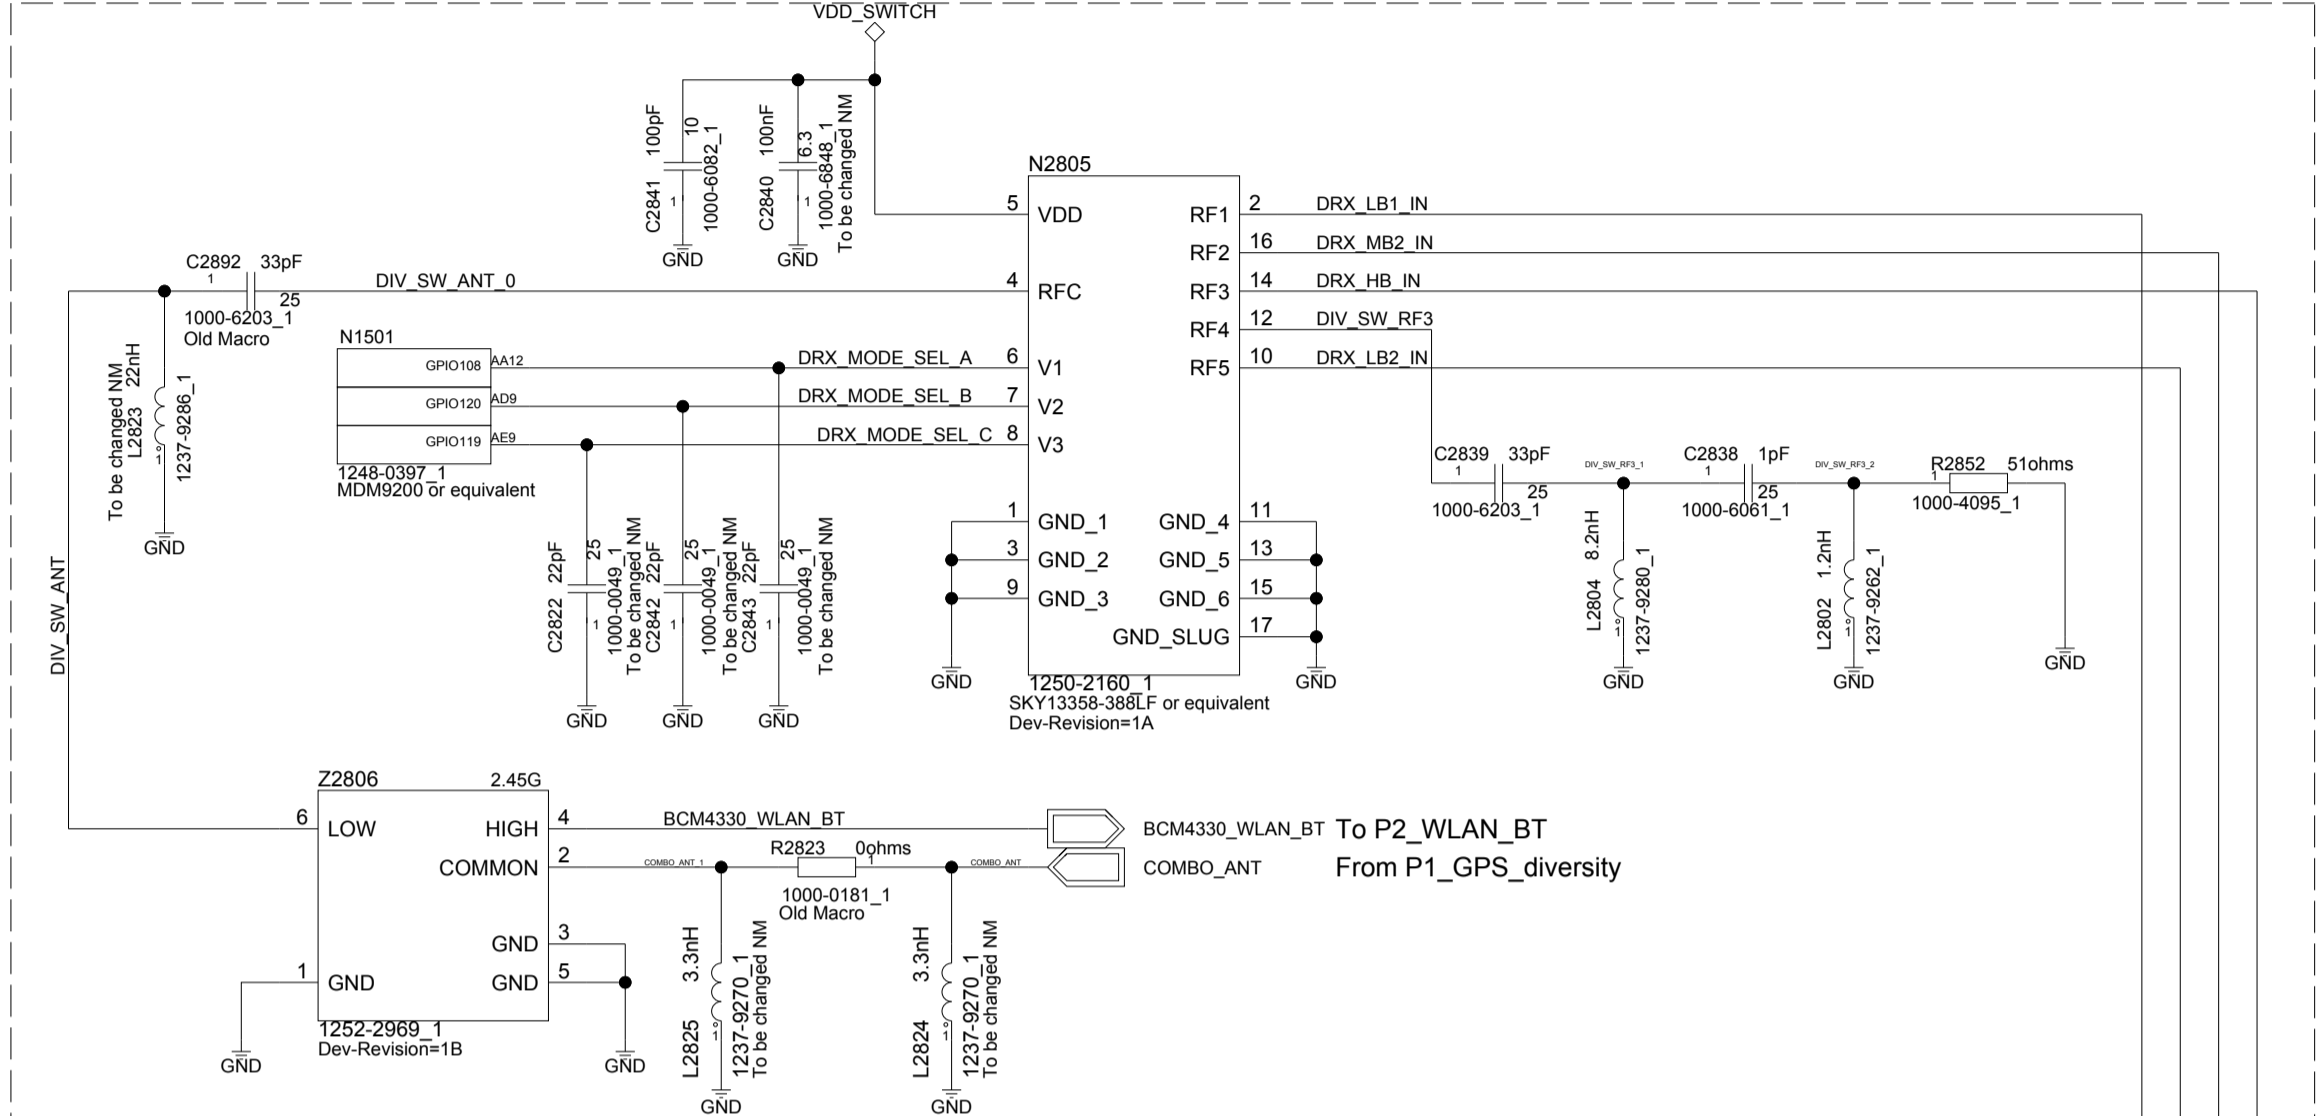 VDD_SWITCH
C2841 100pF
10
1
1000-6082_1
GND
C2840 100nF
6.3
1
1000-6848_1
To be changed NM
GND
N2805
5 VDD
4 RFC
6 V1
7 V2
8 V3
1 GND_1
3 GND_2
9 GND_3
RF1 2 DRX_LB1_IN
RF2 16 DRX_MB2_IN
RF3 14 DRX_HB_IN
RF4 12 DIV_SW_RF3
RF5 10 DRX_LB2_IN
GND_4 11
GND_5 13
GND_6 15
GND_SLUG 17
GND
GND
1250-2160_1
SKY13358-388LF or equivalent
Dev-Revision=1A
C2892 33pF
1
25
1000-6203_1
Old Macro
DIV_SW_ANT_0
To be changed NM
L2823 22nH
1
1237-9286_1
GND
DIV_SW_ANT
N1501
GPIO108 AA12 DRX_MODE_SEL_A
GPIO120 AD9 DRX_MODE_SEL_B
GPIO119 AE9 DRX_MODE_SEL_C
1248-0397_1
MDM9200 or equivalent
C2822 22pF
25
1
1000-0049_1
To be changed NM
GND
C2842 22pF
25
1
1000-0049_1
To be changed NM
GND
C2843 22pF
25
1
1000-0049_1
To be changed NM
GND
C2839 33pF
1
25
1000-6203_1
DIV_SW_RF3_1
L2804 8.2nH
1
1237-9280_1
GND
C2838 1pF
1
25
1000-6061_1
DIV_SW_RF3_2
L2802 1.2nH
1
1237-9262_1
GND
R2852 51ohms
1
1000-4095_1
GND
Z2806 2.45G
6 LOW
1 GND
HIGH 4
COMMON 2
GND 3
GND 5
1252-2969_1
Dev-Revision=1B
GND
GND
BCM4330_WLAN_BT
BCM4330_WLAN_BT To P2_WLAN_BT
COMBO_ANT_1
R2823 0ohms
1
1000-0181_1
Old Macro
COMBO_ANT
COMBO_ANT From P1_GPS_diversity
L2825 3.3nH
1
1237-9270_1
To be changed NM
GND
L2824 3.3nH
1
1237-9270_1
To be changed NM
GND